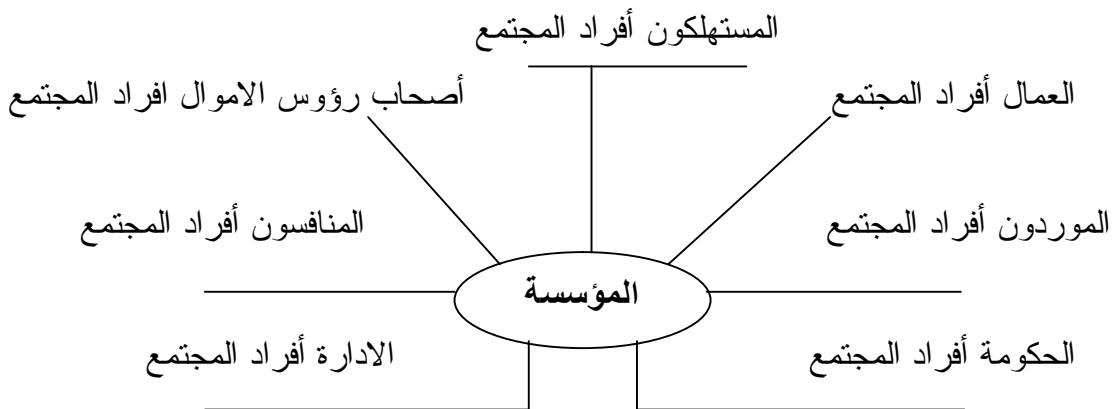 المستهلكون أفراد المجتمع
العمال أفراد المجتمع
أصحاب رؤوس الاموال افراد المجتمع
الموردون أفراد المجتمع
المنافسون أفراد المجتمع
المؤسسة
الحكومة أفراد المجتمع
الادارة أفراد المجتمع